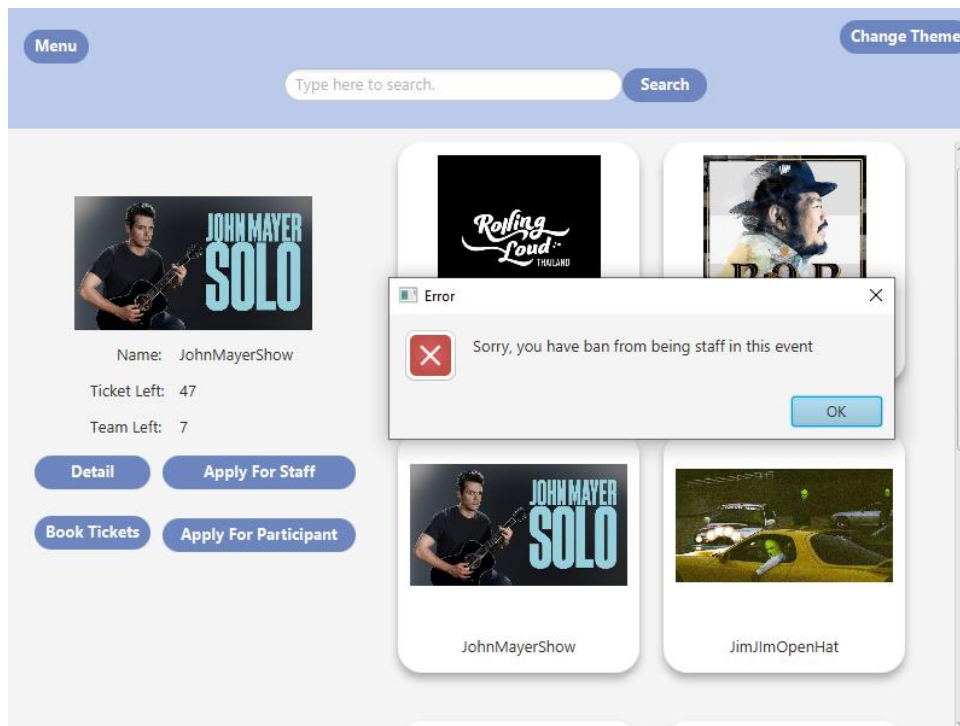 Menu
Change Theme
Type here to search.
Search
JOHN MAYER
SOLO
Name: JohnMayerShow
Ticket Left: 47
Team Left: 7
Detail
Apply For Staff
Book Tickets
Apply For Participant
Rolling
Loud
THAILAND
Error
Sorry, you have ban from being staff in this event
OK
JOHN MAYER
SOLO
JohnMayerShow
JimJImOpenHat